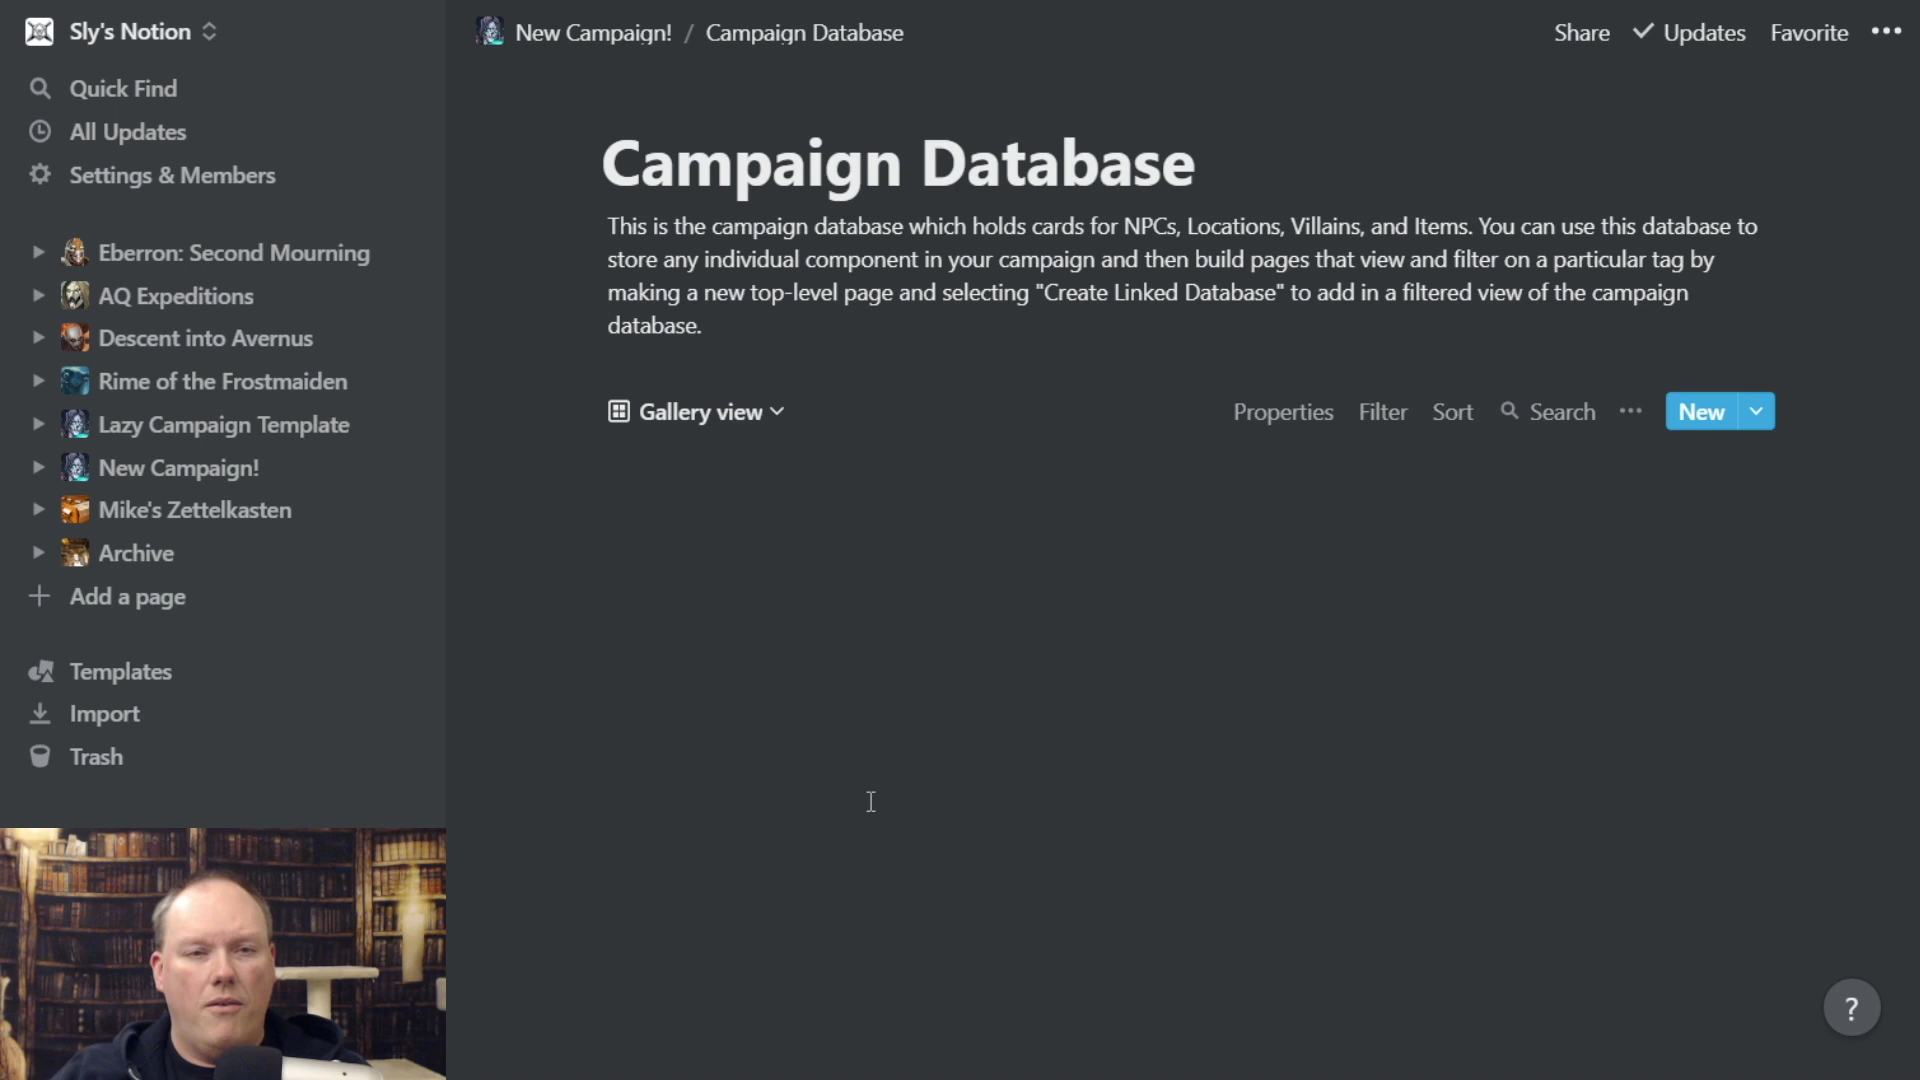 Sly's Notion
Quick Find
All Updates
Settings & Members
Eberron: Second Mourning
AQ Expeditions
Descent into Avernus
Rime of the Frostmaiden
Lazy Campaign Template
New Campaign!
Mike's Zettelkasten
Archive
Add a page
Templates
Import
Trash
New Campaign! / Campaign Database
Share
Updates
Favorite
Campaign Database
This is the campaign database which holds cards for NPCs, Locations, Villains, and Items. You can use this database to
store any individual component in your campaign and then build pages that view and filter on a particular tag by
making a new top-level page and selecting "Create Linked Database" to add in a filtered view of the campaign
database.
Gallery view
Properties
Filter
Sort
Search
New
?